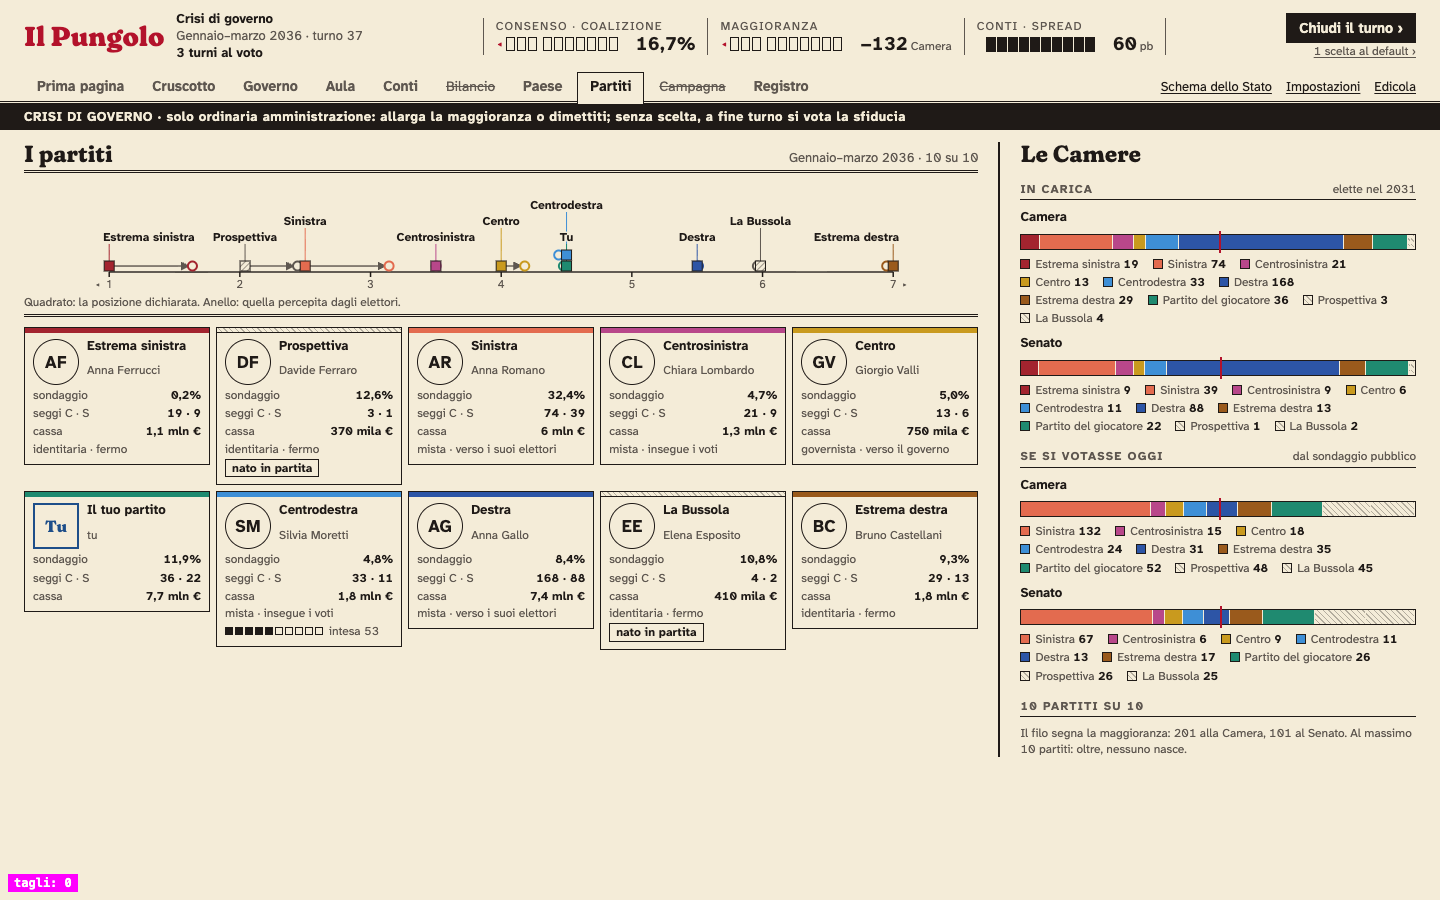 Il Pungolo
Crisi di governo
Gennaio–marzo 2036 · turno 37
3 turni al voto
CONSENSO · COALIZIONE
16,7%
MAGGIORANZA
−132 Camera
CONTI · SPREAD
60 pb
Chiudi il turno ›
1 scelta al default ›
Prima pagina Cruscotto Governo Aula Conti Bilancio Paese Partiti Campagna Registro
Schema dello Stato Impostazioni Edicola
CRISI DI GOVERNO · solo ordinaria amministrazione: allarga la maggioranza o dimettiti; senza scelta, a fine turno si vota la sfiducia
I partiti
Gennaio–marzo 2036 · 10 su 10
Centrodestra
Sinistra Centro La Bussola
Estrema sinistra Prospettiva Centrosinistra Tu Destra Estrema destra
1 2 3 4 5 6 7
Quadrato: la posizione dichiarata. Anello: quella percepita dagli elettori.
AF
Estrema sinistra
Anna Ferrucci
sondaggio 0,2%
seggi C · S 19 · 9
cassa 1,1 mln €
identitaria · fermo
DF
Prospettiva
Davide Ferraro
sondaggio 12,6%
seggi C · S 3 · 1
cassa 370 mila €
identitaria · fermo
nato in partita
AR
Sinistra
Anna Romano
sondaggio 32,4%
seggi C · S 74 · 39
cassa 6 mln €
mista · verso i suoi elettori
CL
Centrosinistra
Chiara Lombardo
sondaggio 4,7%
seggi C · S 21 · 9
cassa 1,3 mln €
mista · insegue i voti
GV
Centro
Giorgio Valli
sondaggio 5,0%
seggi C · S 13 · 6
cassa 750 mila €
governista · verso il governo
Tu
Il tuo partito
tu
sondaggio 11,9%
seggi C · S 36 · 22
cassa 7,7 mln €
SM
Centrodestra
Silvia Moretti
sondaggio 4,8%
seggi C · S 33 · 11
cassa 1,8 mln €
mista · insegue i voti
intesa 53
AG
Destra
Anna Gallo
sondaggio 8,4%
seggi C · S 168 · 88
cassa 7,4 mln €
mista · verso i suoi elettori
EE
La Bussola
Elena Esposito
sondaggio 10,8%
seggi C · S 4 · 2
cassa 410 mila €
identitaria · fermo
nato in partita
BC
Estrema destra
Bruno Castellani
sondaggio 9,3%
seggi C · S 29 · 13
cassa 1,8 mln €
identitaria · fermo
Le Camere
IN CARICA elette nel 2031
Camera
Estrema sinistra 19 Sinistra 74 Centrosinistra 21
Centro 13 Centrodestra 33 Destra 168
Estrema destra 29 Partito del giocatore 36 Prospettiva 3
La Bussola 4
Senato
Estrema sinistra 9 Sinistra 39 Centrosinistra 9 Centro 6
Centrodestra 11 Destra 88 Estrema destra 13
Partito del giocatore 22 Prospettiva 1 La Bussola 2
SE SI VOTASSE OGGI dal sondaggio pubblico
Camera
Sinistra 132 Centrosinistra 15 Centro 18
Centrodestra 24 Destra 31 Estrema destra 35
Partito del giocatore 52 Prospettiva 48 La Bussola 45
Senato
Sinistra 67 Centrosinistra 6 Centro 9 Centrodestra 11
Destra 13 Estrema destra 17 Partito del giocatore 26
Prospettiva 26 La Bussola 25
10 PARTITI SU 10
Il filo segna la maggioranza: 201 alla Camera, 101 al Senato. Al massimo
10 partiti: oltre, nessuno nasce.
tagli: 0